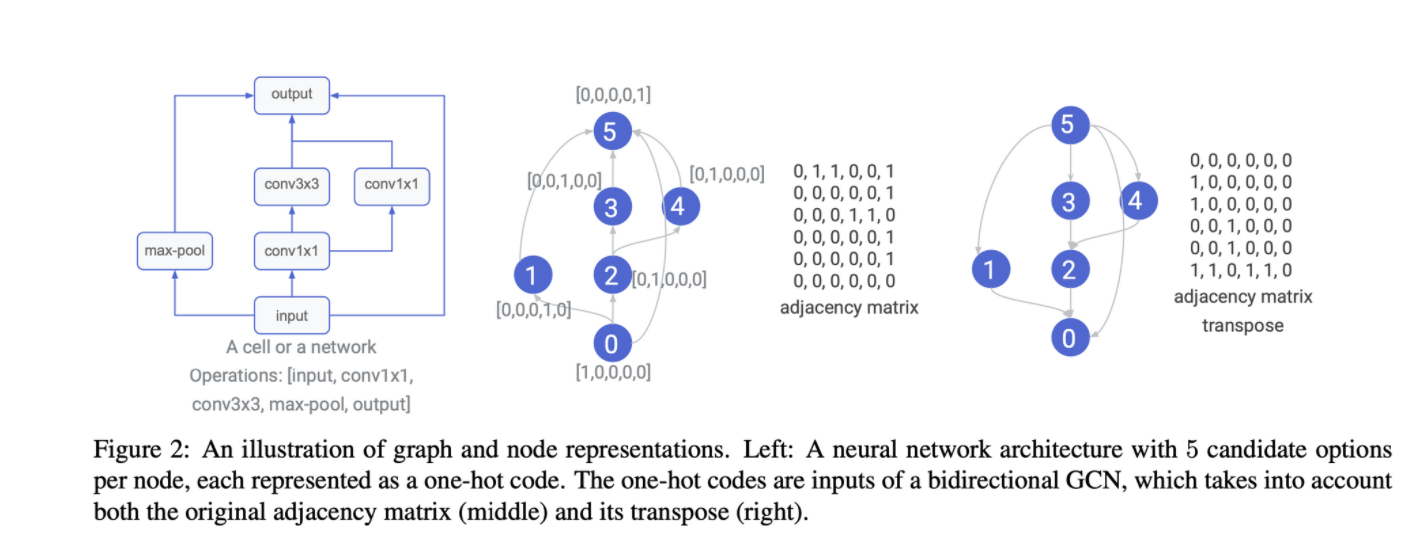 output
conv3x3
conv1x1
max-pool
conv1x1
input
A cell or a network
Operations: [input, conv1x1,
conv3x3, max-pool, output]
[0,0,0,0,1]
5
[0,0,1,0,0]
3
4
[0,1,0,0,0]
1
2
[0,1,0,0,0]
[0,0,0,1,0]
0
[1,0,0,0,0]
0, 1, 1, 0, 0, 1
0, 0, 0, 0, 0, 1
0, 0, 0, 1, 1, 0
0, 0, 0, 0, 0, 1
0, 0, 0, 0, 0, 1
0, 0, 0, 0, 0, 0
adjacency matrix
5
3
4
1
2
0
0, 0, 0, 0, 0, 0
1, 0, 0, 0, 0, 0
1, 0, 0, 0, 0, 0
0, 0, 1, 0, 0, 0
0, 0, 1, 0, 0, 0
1, 1, 0, 1, 1, 0
adjacency matrix
transpose
Figure 2: An illustration of graph and node representations. Left: A neural network architecture with 5 candidate options
per node, each represented as a one-hot code. The one-hot codes are inputs of a bidirectional GCN, which takes into account
both the original adjacency matrix (middle) and its transpose (right).